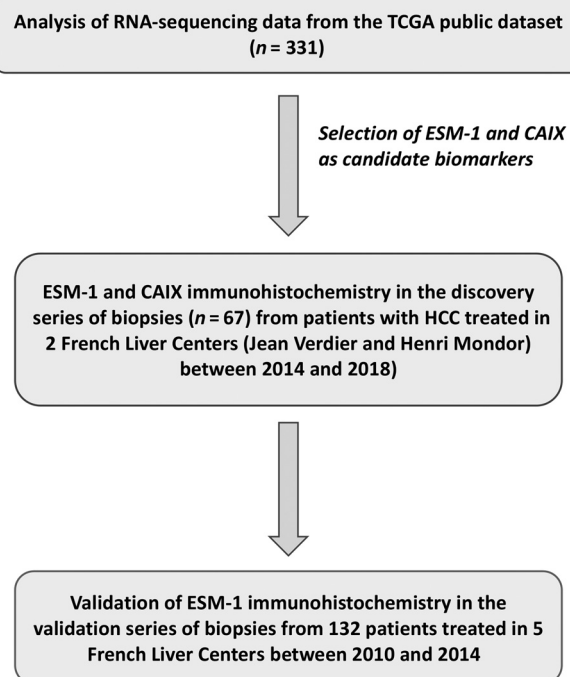 Analysis of RNA-sequencing data from the TCGA public dataset
(n = 331)
Selection of ESM-1 and CAIX
as candidate biomarkers
ESM-1 and CAIX immunohistochemistry in the discovery
series of biopsies (n = 67) from patients with HCC treated in
2 French Liver Centers (Jean Verdier and Henri Mondor)
between 2014 and 2018)
Validation of ESM-1 immunohistochemistry in the
validation series of biopsies from 132 patients treated in 5
French Liver Centers between 2010 and 2014